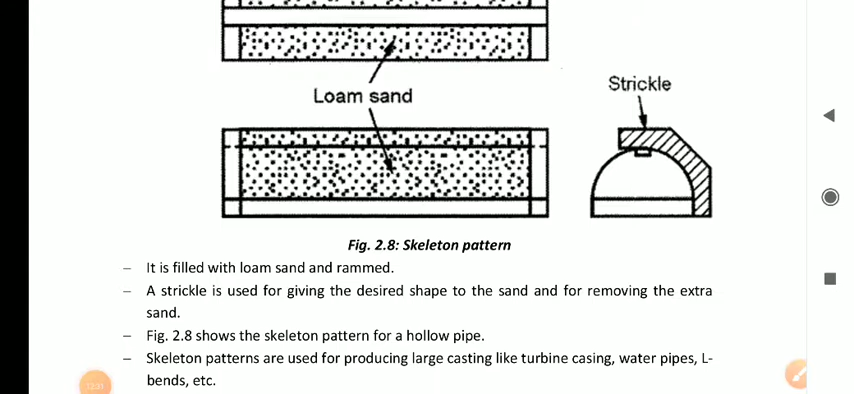 Strickle
Loam sand
Fig. 2.8: Skeleton pattern
– It is filled with loam sand and rammed.
– A strickle is used for giving the desired shape to the sand and for removing the extra
sand.
– Fig. 2.8 shows the skeleton pattern for a hollow pipe.
– Skeleton patterns are used for producing large casting like turbine casing, water pipes, L-
bends, etc.